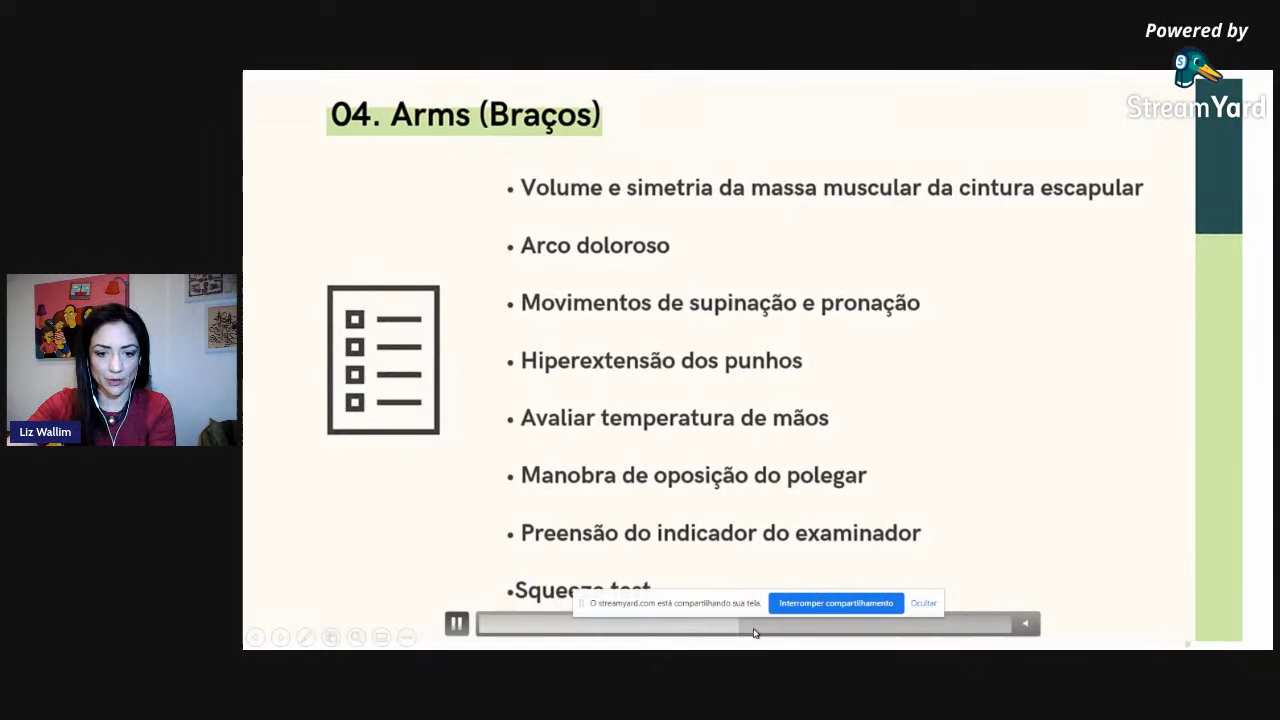 Powered by
StreamYard
04. Arms (Braços)
• Volume e simetria da massa muscular da cintura escapular
• Arco doloroso
• Movimentos de supinação e pronação
• Hiperextensão dos punhos
• Avaliar temperatura de mãos
• Manobra de oposição do polegar
• Preensão do indicador do examinador
•Squeeze test
O streamyard.com está compartilhando sua tela.
Interromper compartilhamento
Ocultar
Liz Wallim